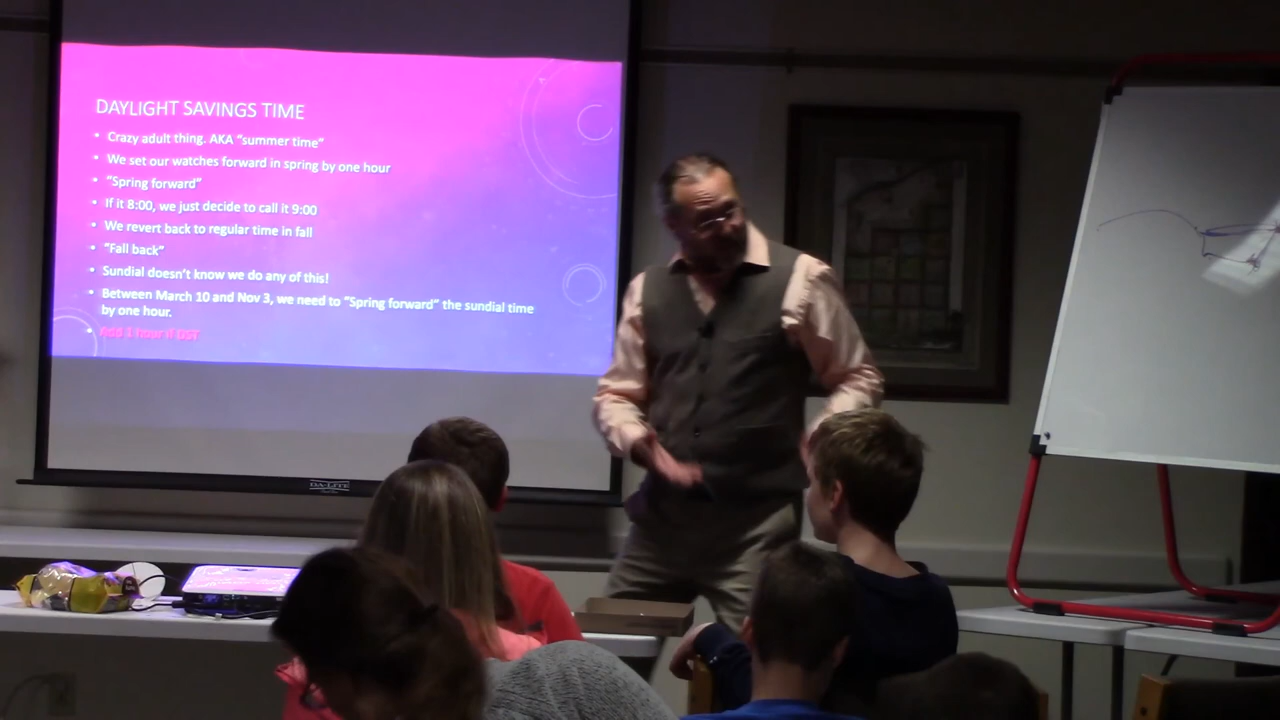 DAYLIGHT SAVINGS TIME
• Crazy adult thing. AKA "summer time"
• We set our watches forward in spring by one hour
• "Spring forward"
• If it 8:00, we just decide to call it 9:00
• We revert back to regular time in fall
• "Fall back"
• Sundial doesn't know we do any of this!
• Between March 10 and Nov 3, we need to "Spring forward" the sundial time
by one hour.
• Add 1 hour if DST
DA-LITE